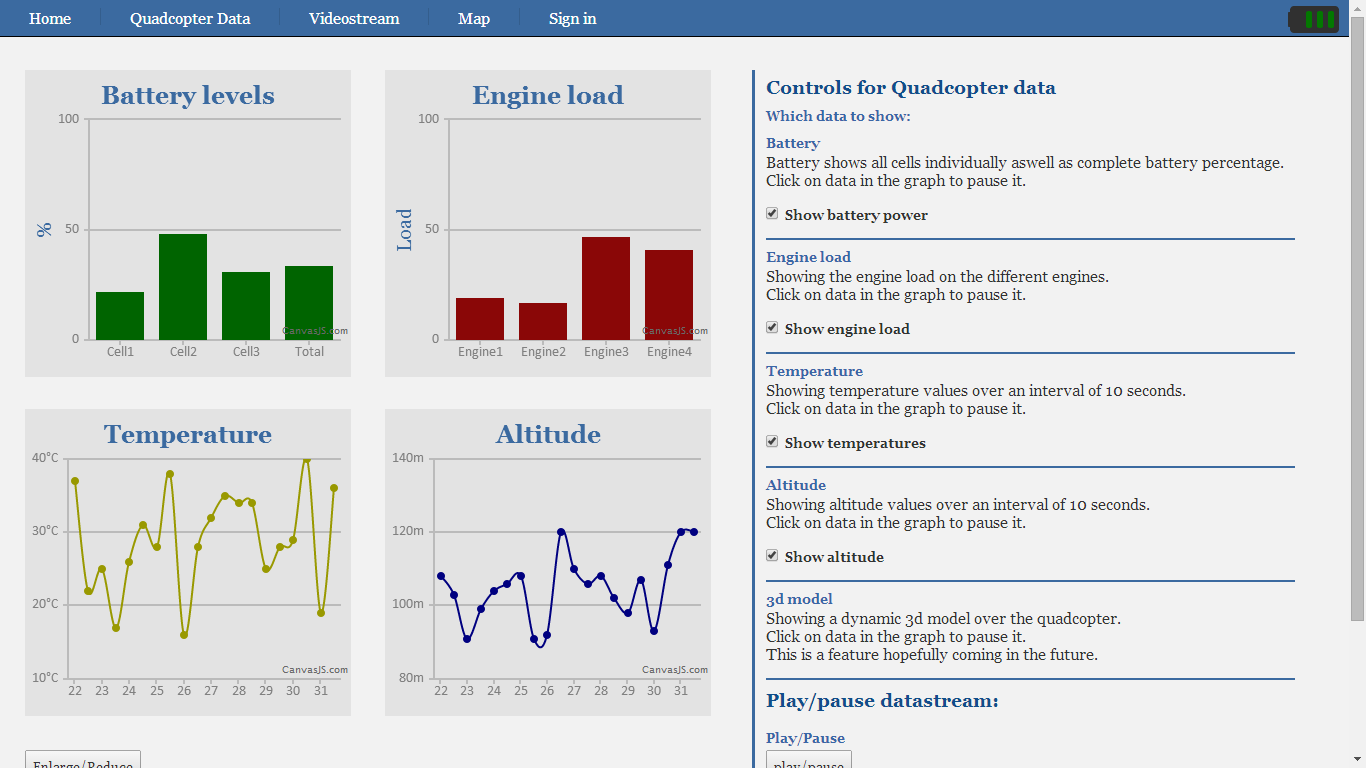 Home Quadcopter Data Videostream Map Sign in
Battery levels
100
%
50
0
Cell1 Cell2 Cell3 Total
CanvasJS.com
Engine load
100
Load
50
0
Engine1 Engine2 Engine3 Engine4
CanvasJS.com
Temperature
40°C
30°C
20°C
10°C
22 23 24 25 26 27 28 29 30 31
CanvasJS.com
Altitude
140m
120m
100m
80m
22 23 24 25 26 27 28 29 30 31
CanvasJS.com
Enlarge/Reduce
Controls for Quadcopter data
Which data to show:
Battery
Battery shows all cells individually aswell as complete battery percentage.
Click on data in the graph to pause it.
Show battery power
Engine load
Showing the engine load on the different engines.
Click on data in the graph to pause it.
Show engine load
Temperature
Showing temperature values over an interval of 10 seconds.
Click on data in the graph to pause it.
Show temperatures
Altitude
Showing altitude values over an interval of 10 seconds.
Click on data in the graph to pause it.
Show altitude
3d model
Showing a dynamic 3d model over the quadcopter.
Click on data in the graph to pause it.
This is a feature hopefully coming in the future.
Play/pause datastream:
Play/Pause
play/pause